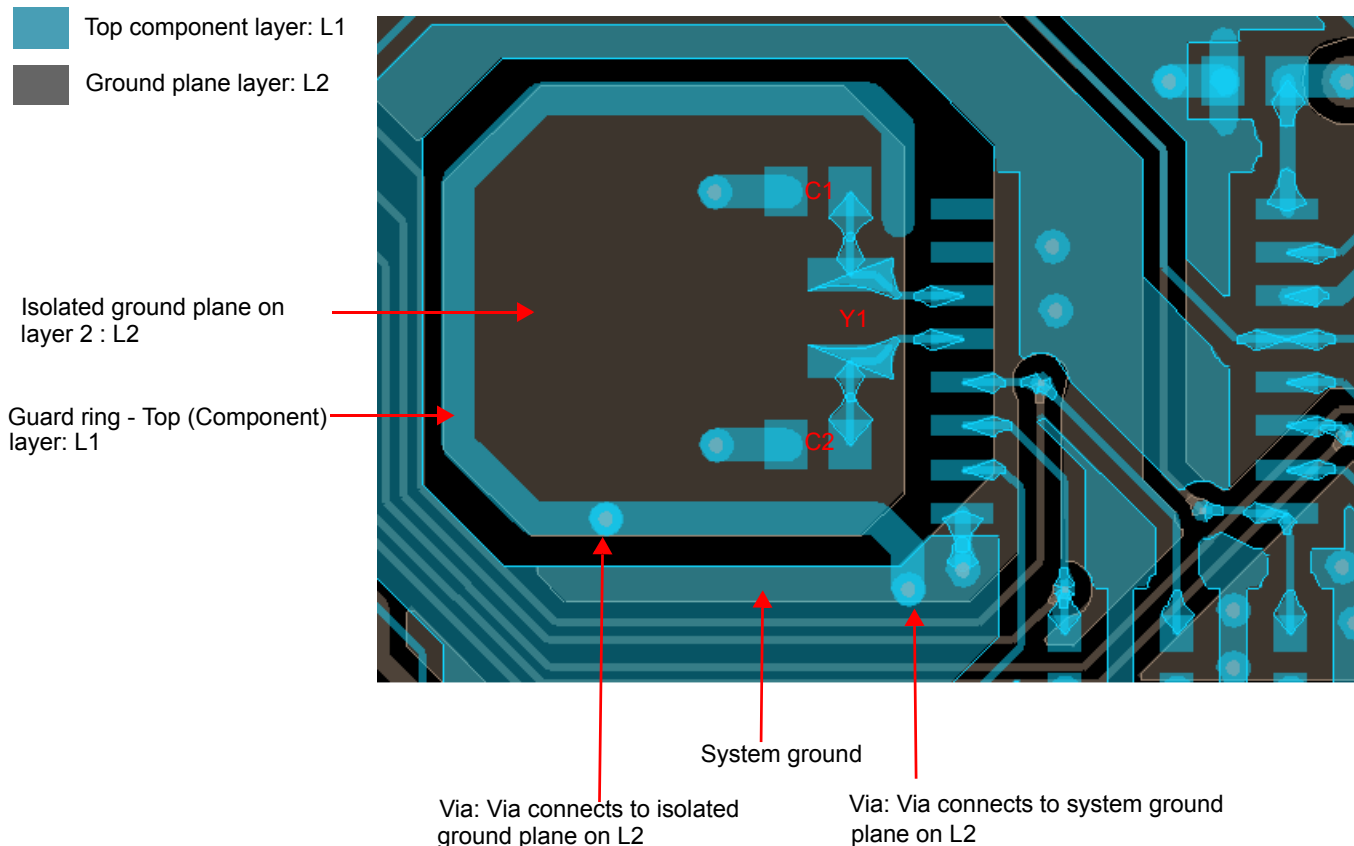 Top component layer: L1
Ground plane layer: L2
C1
Isolated ground plane on
layer 2 : L2
Y1
Guard ring - Top (Component)
layer: L1
C2
System ground
Via: Via connects to isolated
ground plane on L2
Via: Via connects to system ground
plane on L2